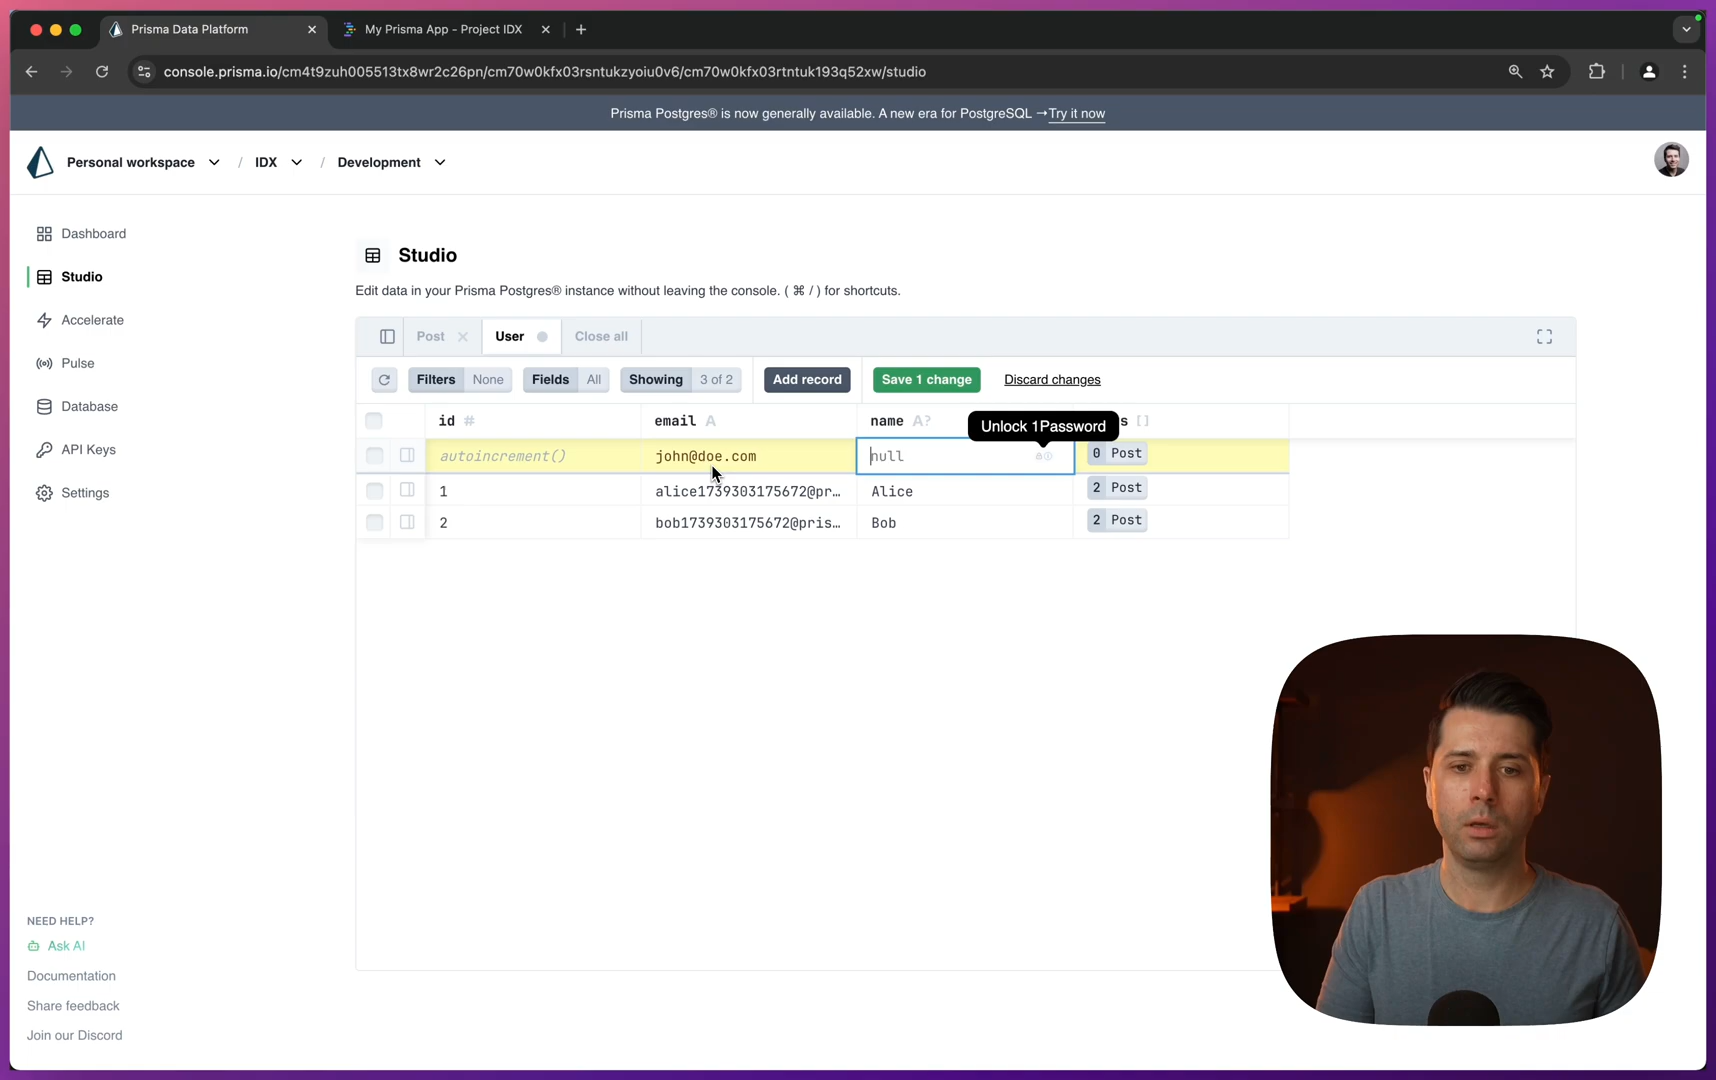 Prisma Data Platform
My Prisma App - Project IDX
console.prisma.io/cm4t9zuh005513tx8wr2c26pn/cm70w0kfx03rsntukzyoiu0v6/cm70w0kfx03rtntuk193q52xw/studio
Prisma Postgres® is now generally available. A new era for PostgreSQL → Try it now
Personal workspace / IDX / Development
Dashboard
Studio
Accelerate
Pulse
Database
API Keys
Settings
Studio
Edit data in your Prisma Postgres® instance without leaving the console. ( ⌘ / ) for shortcuts.
Post User Close all
Filters None Fields All Showing 3 of 2 Add record Save 1 change Discard changes
id # email A name A? s []
Unlock 1Password
autoincrement() john@doe.com null 0 Post
1 alice1739303175672@pr… Alice 2 Post
2 bob1739303175672@pris… Bob 2 Post
NEED HELP?
Ask AI
Documentation
Share feedback
Join our Discord